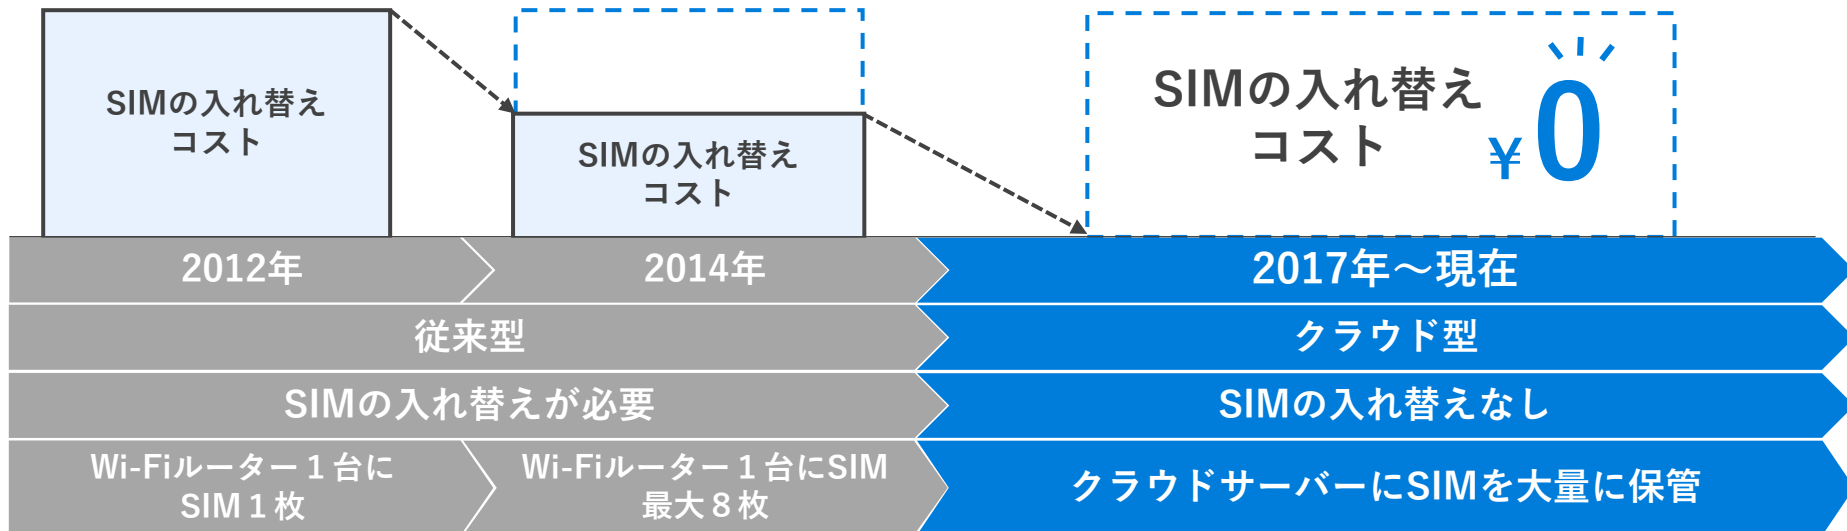 SIMの入れ替え
コスト
SIMの入れ替え
コスト
SIMの入れ替え
コスト
¥0
2012年
2014年
2017年〜現在
従来型
クラウド型
SIMの入れ替えが必要
SIMの入れ替えなし
Wi-Fiルーター１台に
SIM１枚
Wi-Fiルーター１台にSIM
最大８枚
クラウドサーバーにSIMを大量に保管